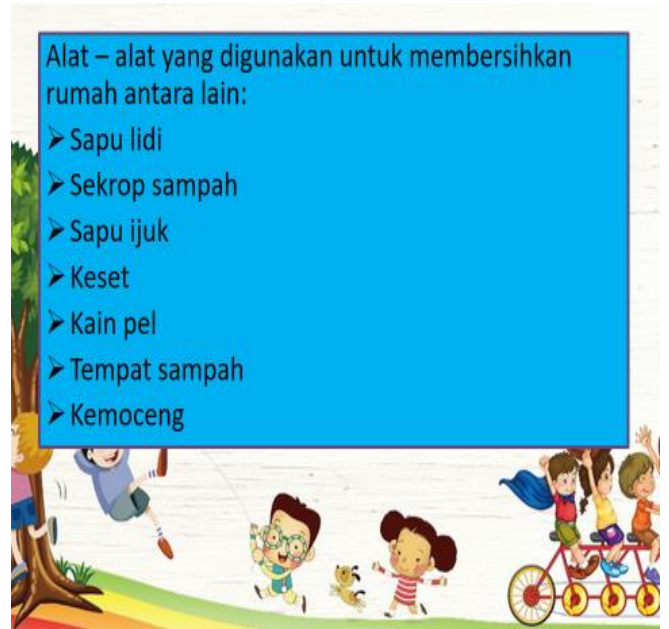 Alat – alat yang digunakan untuk membersihkan
rumah antara lain:
➢ Sapu lidi
➢ Sekrop sampah
➢ Sapu ijuk
➢ Keset
➢ Kain pel
➢ Tempat sampah
➢ Kemoceng